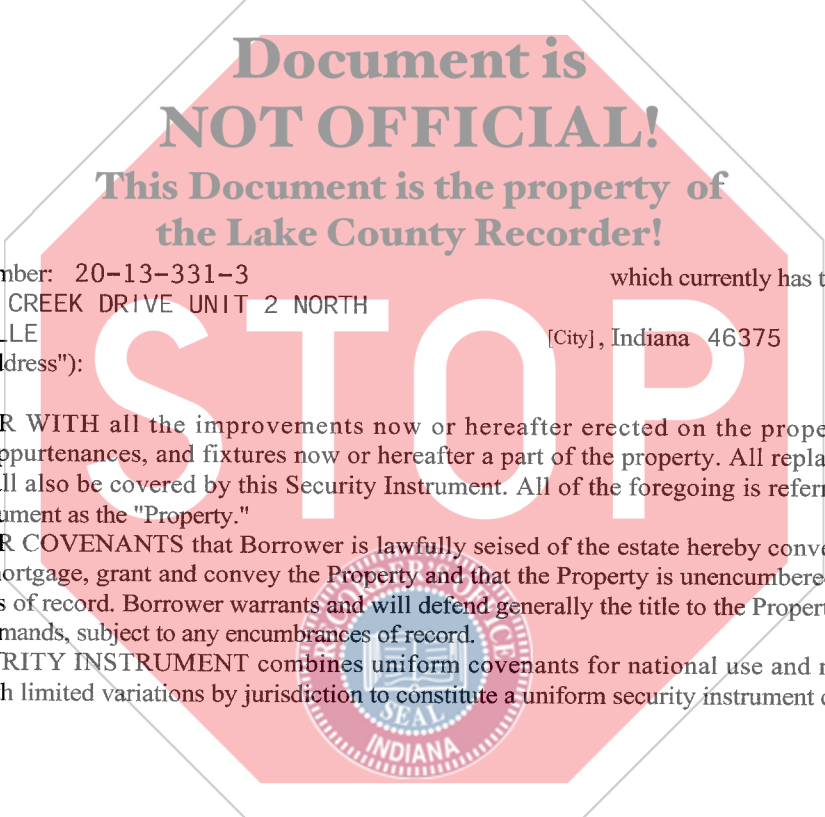 Document is
NOT OFFICIAL!
This Document is the property of
the Lake County Recorder!
mber: 20-13-331-3 which currently has t
CREEK DRIVE UNIT 2 NORTH
LLE [City], Indiana 46375
ddress"):
STOP
R WITH all the improvements now or hereafter erected on the prope
ppurtenances, and fixtures now or hereafter a part of the property. All repla
ll also be covered by this Security Instrument. All of the foregoing is referr
ument as the "Property."
R COVENANTS that Borrower is lawfully seised of the estate hereby conve
ortgage, grant and convey the Property and that the Property is unencumbere
s of record. Borrower warrants and will defend generally the title to the Propert
mands, subject to any encumbrances of record.
RITY INSTRUMENT combines uniform covenants for national use and n
h limited variations by jurisdiction to constitute a uniform security instrument c
RECORDER'S OFFICE
SEAL
INDIANA